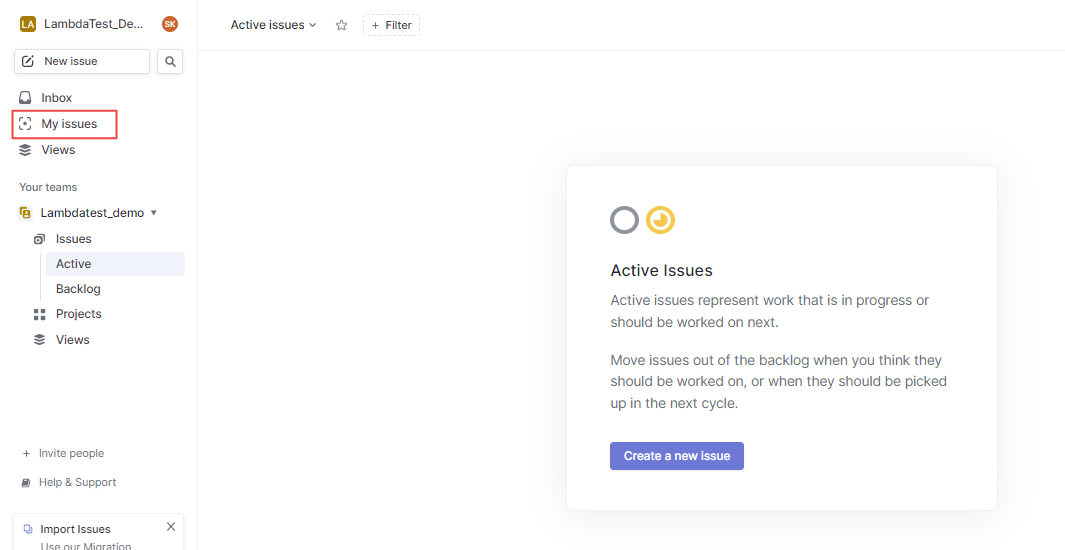 LA LambdaTest_De... SK
New issue
Inbox
My issues
Views
Your teams
Lambdatest_demo
Issues
Active
Backlog
Projects
Views
+ Invite people
Help & Support
Import Issues
Use our Migration
Active issues + Filter
Active Issues
Active issues represent work that is in progress or
should be worked on next.
Move issues out of the backlog when you think they
should be worked on, or when they should be picked
up in the next cycle.
Create a new issue